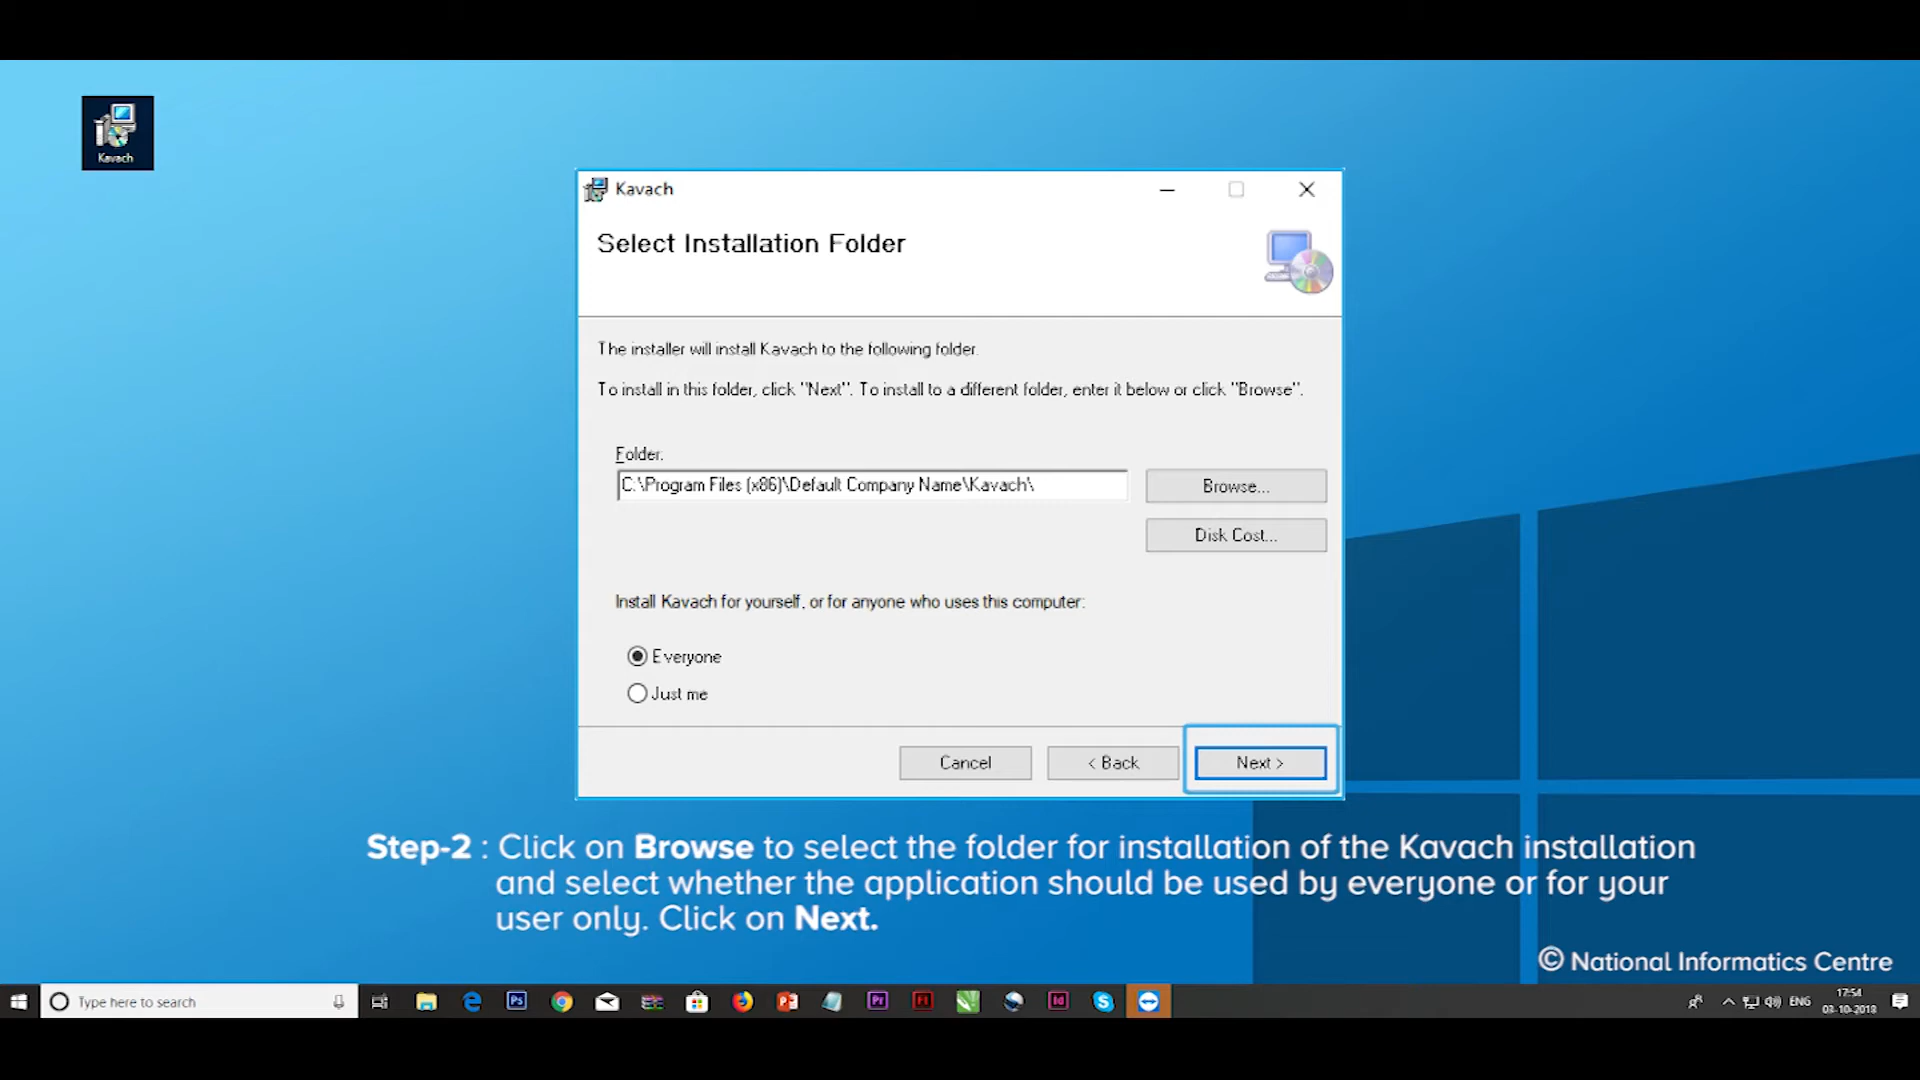 Kavach
Kavach
Select Installation Folder
The installer will install Kavach to the following folder.
To install in this folder, click "Next". To install to a different folder, enter it below or click "Browse".
Folder:
C:\Program Files (x86)\Default Company Name\Kavach\
Browse...
Disk Cost...
Install Kavach for yourself, or for anyone who uses this computer:
Everyone
Just me
Cancel
< Back
Next >
Step-2 : Click on Browse to select the folder for installation of the Kavach installation
and select whether the application should be used by everyone or for your
user only. Click on Next.
© National Informatics Centre
Type here to search
Ps
Pr
Fl
Id
ENG
17:54
03-10-2018